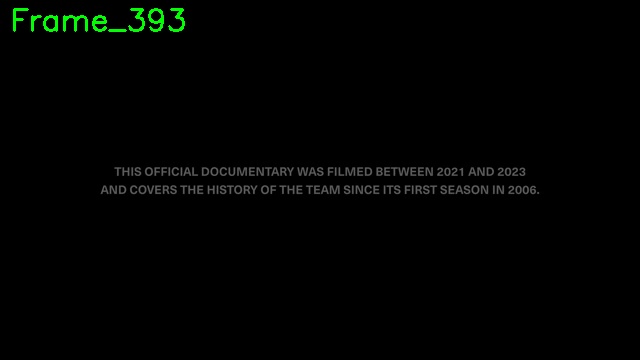 Frame_393
THIS OFFICIAL DOCUMENTARY WAS FILMED BETWEEN 2021 AND 2023
AND COVERS THE HISTORY OF THE TEAM SINCE ITS FIRST SEASON IN 2006.